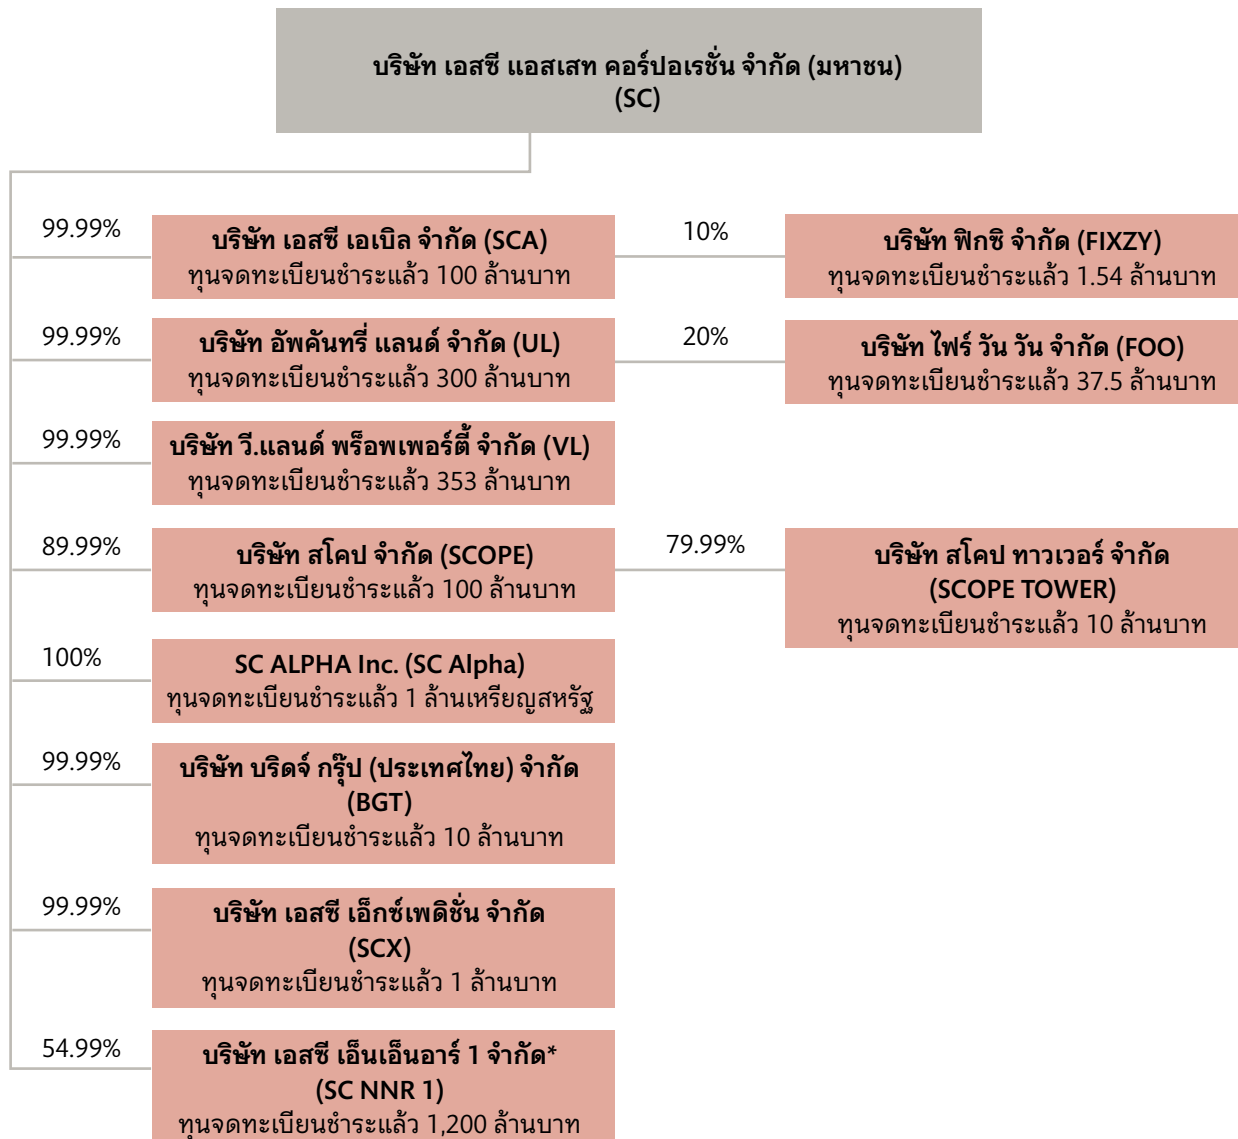 บริษัท เอสซี แอสเสท คอร์ปอเรชั่น จำกัด (มหาชน)
(SC)
99.99%
บริษัท เอสซี เอเบิล จำกัด (SCA)
ทุนจดทะเบียนชำระแล้ว 100 ล้านบาท
10%
บริษัท ฟิกซิ จำกัด (FIXZY)
ทุนจดทะเบียนชำระแล้ว 1.54 ล้านบาท
99.99%
บริษัท อัพคันทรี่ แลนด์ จำกัด (UL)
ทุนจดทะเบียนชำระแล้ว 300 ล้านบาท
20%
บริษัท ไฟร์ วัน วัน จำกัด (FOO)
ทุนจดทะเบียนชำระแล้ว 37.5 ล้านบาท
99.99%
บริษัท วี.แลนด์ พร็อพเพอร์ตี้ จำกัด (VL)
ทุนจดทะเบียนชำระแล้ว 353 ล้านบาท
89.99%
บริษัท สโคป จำกัด (SCOPE)
ทุนจดทะเบียนชำระแล้ว 100 ล้านบาท
79.99%
บริษัท สโคป ทาวเวอร์ จำกัด
(SCOPE TOWER)
ทุนจดทะเบียนชำระแล้ว 10 ล้านบาท
100%
SC ALPHA Inc. (SC Alpha)
ทุนจดทะเบียนชำระแล้ว 1 ล้านเหรียญสหรัฐ
99.99%
บริษัท บริดจ์ กรุ๊ป (ประเทศไทย) จำกัด
(BGT)
ทุนจดทะเบียนชำระแล้ว 10 ล้านบาท
99.99%
บริษัท เอสซี เอ็กซ์เพดิชั่น จำกัด
(SCX)
ทุนจดทะเบียนชำระแล้ว 1 ล้านบาท
54.99%
บริษัท เอสซี เอ็นเอ็นอาร์ 1 จำกัด*
(SC NNR 1)
ทุนจดทะเบียนชำระแล้ว 1,200 ล้านบาท